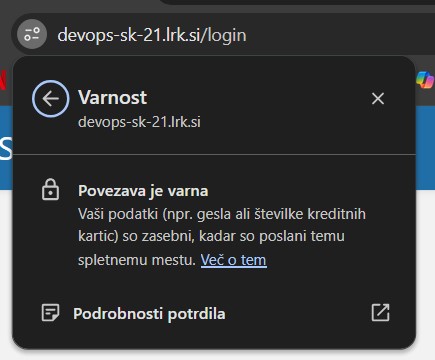 devops-sk-21.lrk.si/login
S
Varnost
devops-sk-21.lrk.si
Povezava je varna
Vaši podatki (npr. gesla ali številke kreditnih
kartic) so zasebni, kadar so poslani temu
spletnemu mestu. Več o tem
Podrobnosti potrdila